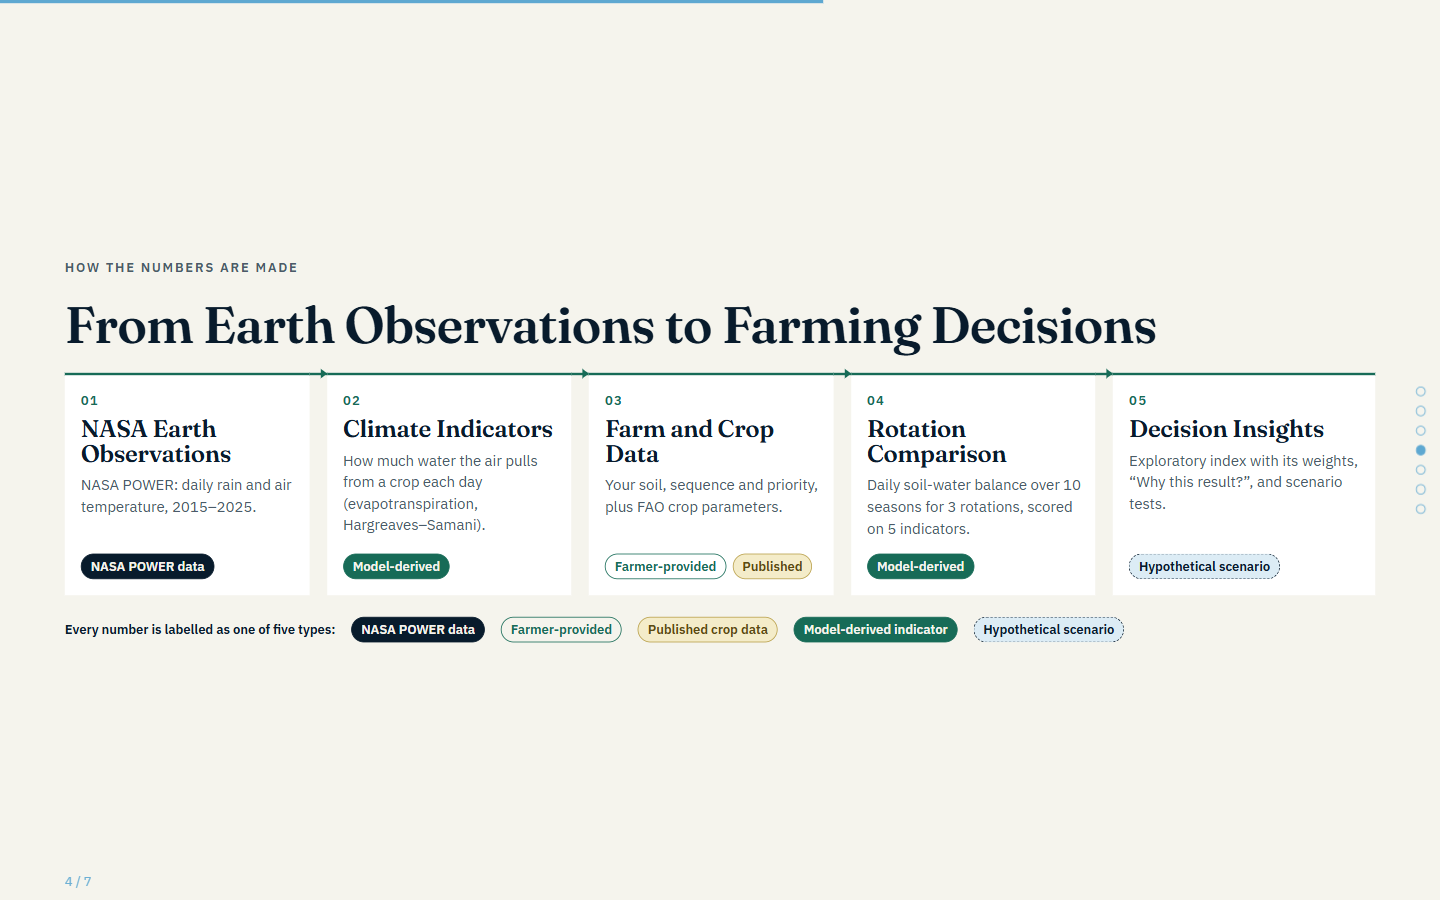 HOW THE NUMBERS ARE MADE
From Earth Observations to Farming Decisions
01
NASA Earth
Observations
NASA POWER: daily rain and air
temperature, 2015–2025.
NASA POWER data
02
Climate Indicators
How much water the air pulls
from a crop each day
(evapotranspiration,
Hargreaves–Samani).
Model-derived
03
Farm and Crop
Data
Your soil, sequence and priority,
plus FAO crop parameters.
Farmer-provided Published
04
Rotation
Comparison
Daily soil-water balance over 10
seasons for 3 rotations, scored
on 5 indicators.
Model-derived
05
Decision Insights
Exploratory index with its weights,
“Why this result?”, and scenario
tests.
Hypothetical scenario
Every number is labelled as one of five types: NASA POWER data Farmer-provided Published crop data Model-derived indicator Hypothetical scenario
4 / 7